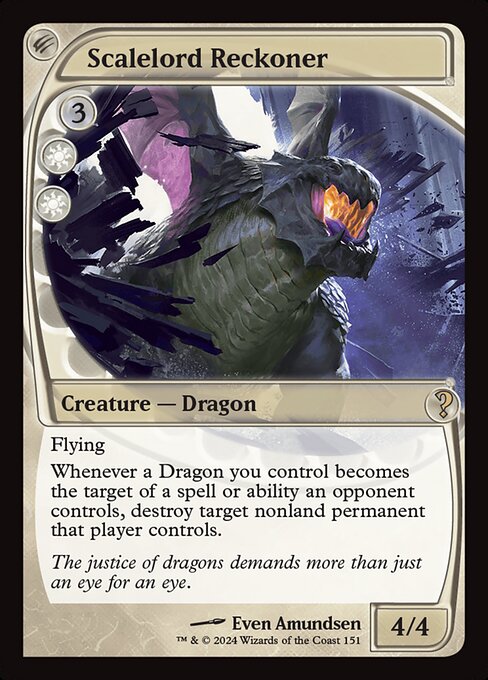 Scalelord Reckoner
3
Creature — Dragon
Flying
Whenever a Dragon you control becomes
the target of a spell or ability an opponent
controls, destroy target nonland permanent
that player controls.
The justice of dragons demands more than just
an eye for an eye.
Even Amundsen
™ & © 2024 Wizards of the Coast 151
4/4